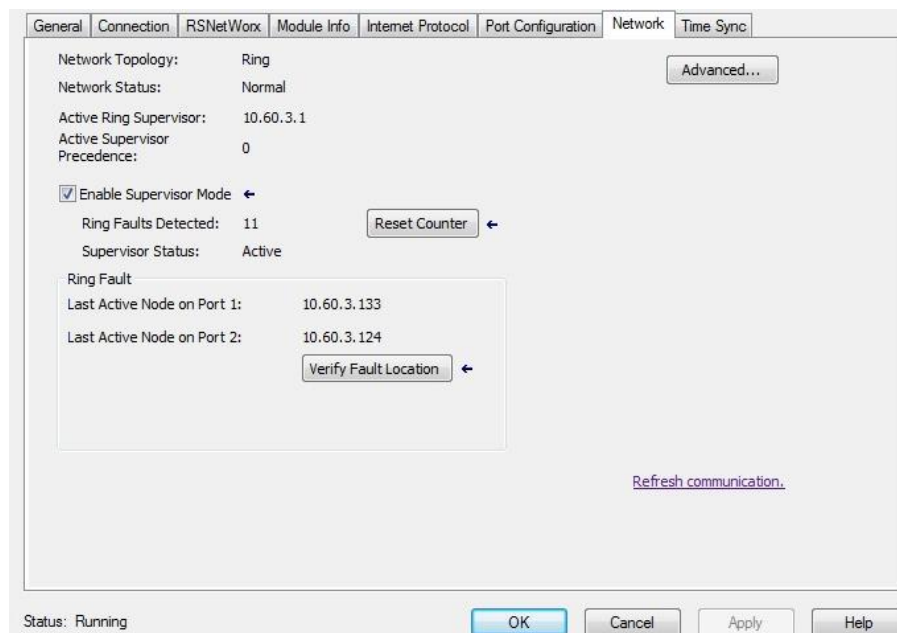 General Connection RSNetWorx Module Info Internet Protocol Port Configuration Network Time Sync
Network Topology: Ring
Advanced...
Network Status: Normal
Active Ring Supervisor: 10.60.3.1
Active Supervisor
Precedence: 0
Enable Supervisor Mode
Ring Faults Detected: 11 Reset Counter
Supervisor Status: Active
Ring Fault
Last Active Node on Port 1: 10.60.3.133
Last Active Node on Port 2: 10.60.3.124
Verify Fault Location
Refresh communication.
Status: Running OK Cancel Apply Help